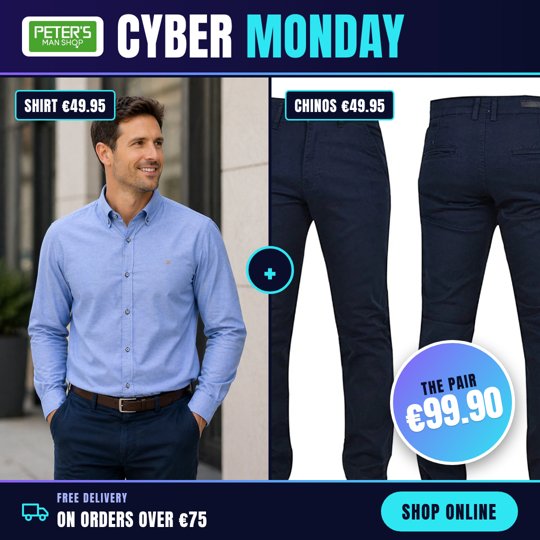 PETER'S
MAN SHOP
CYBER MONDAY
SHIRT €49.95
CHINOS €49.95
+
THE PAIR
€99.90
FREE DELIVERY
ON ORDERS OVER €75
SHOP ONLINE